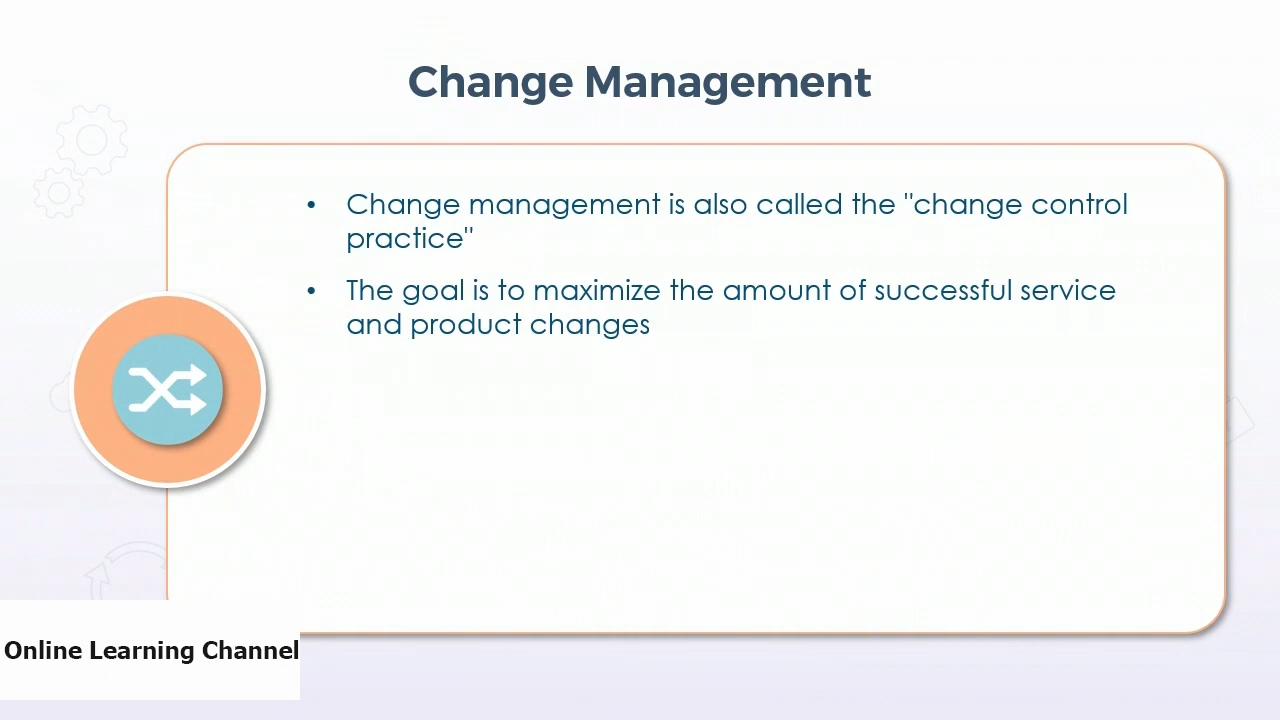 Change Management
• Change management is also called the "change control
practice"
• The goal is to maximize the amount of successful service
and product changes
Online Learning Channel